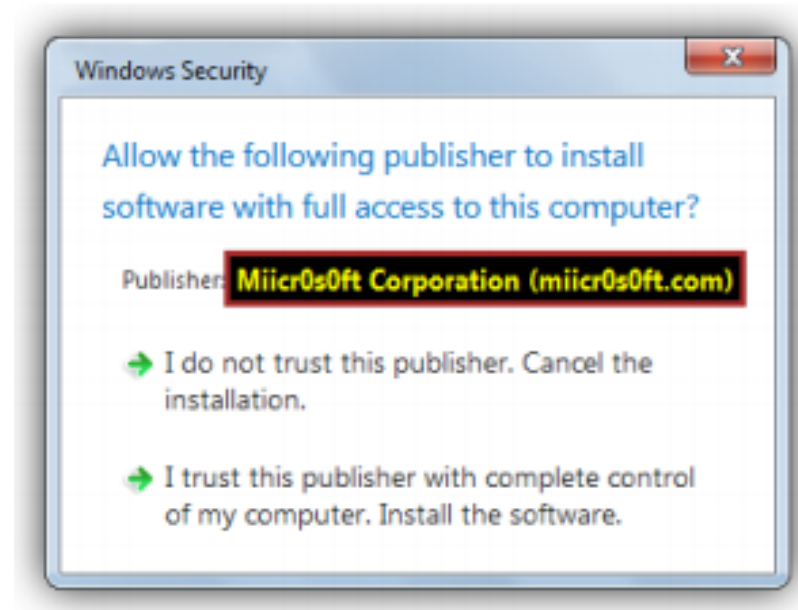 Windows Security
Allow the following publisher to install
software with full access to this computer?
Publisher: Miicr0s0ft Corporation (miicr0s0ft.com)
I do not trust this publisher. Cancel the
installation.
I trust this publisher with complete control
of my computer. Install the software.